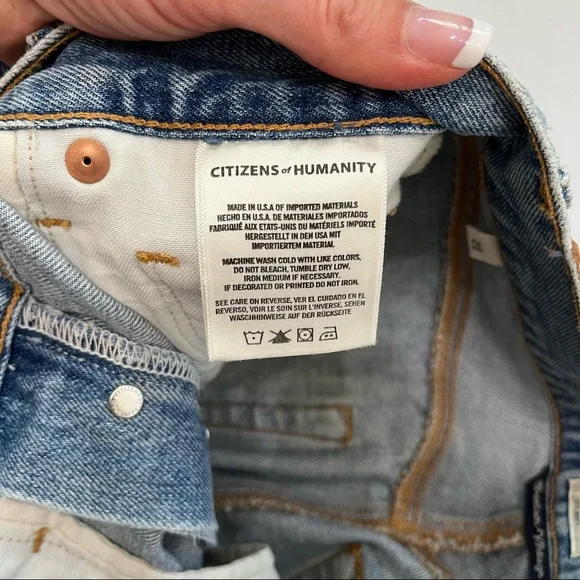 CITIZENS of HUMANITY
MADE IN U.S.A OF IMPORTED MATERIALS
HECHO EN U.S.A. DE MATERIALES IMPORTADOS
FABRIQUÉ AUX ETATS-UNIS DU MATÉRIELS IMPORTÉ
HERGESTELLT IN DEN USA MIT
IMPORTIERTEN MATERIAL
MACHINE WASH COLD WITH LIKE COLORS,
DO NOT BLEACH, TUMBLE DRY LOW,
IRON MEDIUM IF NECESSARY.
IF DECORATED OR PRINTED DO NOT IRON.
SEE CARE ON REVERSE, VER EL CUIDADO EN EL
REVERSO, VOIR LE SOIN SUR L'INVERSE, SEHEN
WASCHHINWEISE AUF DER RÜCKSEITE